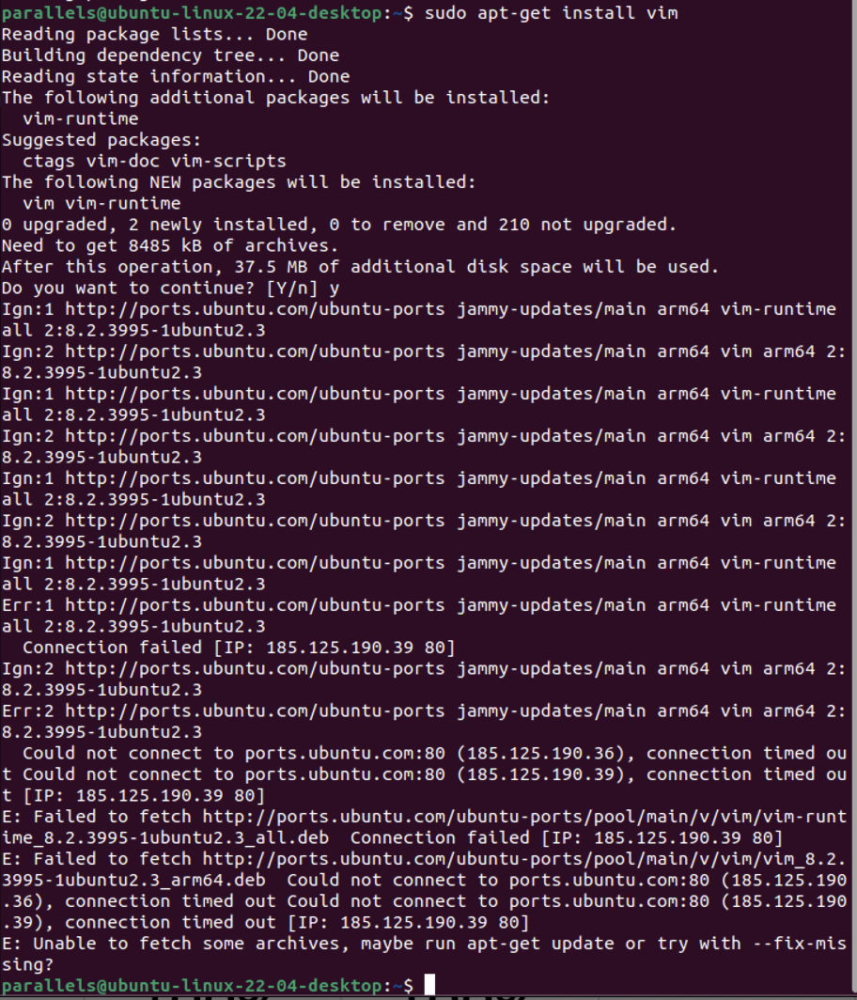 parallels@ubuntu-linux-22-04-desktop:~$ sudo apt-get install vim
Reading package lists... Done
Building dependency tree... Done
Reading state information... Done
The following additional packages will be installed:
  vim-runtime
Suggested packages:
  ctags vim-doc vim-scripts
The following NEW packages will be installed:
  vim vim-runtime
0 upgraded, 2 newly installed, 0 to remove and 210 not upgraded.
Need to get 8485 kB of archives.
After this operation, 37.5 MB of additional disk space will be used.
Do you want to continue? [Y/n] y
Ign:1 http://ports.ubuntu.com/ubuntu-ports jammy-updates/main arm64 vim-runtime
all 2:8.2.3995-1ubuntu2.3
Ign:2 http://ports.ubuntu.com/ubuntu-ports jammy-updates/main arm64 vim arm64 2:
8.2.3995-1ubuntu2.3
Ign:1 http://ports.ubuntu.com/ubuntu-ports jammy-updates/main arm64 vim-runtime
all 2:8.2.3995-1ubuntu2.3
Ign:2 http://ports.ubuntu.com/ubuntu-ports jammy-updates/main arm64 vim arm64 2:
8.2.3995-1ubuntu2.3
Ign:1 http://ports.ubuntu.com/ubuntu-ports jammy-updates/main arm64 vim-runtime
all 2:8.2.3995-1ubuntu2.3
Ign:2 http://ports.ubuntu.com/ubuntu-ports jammy-updates/main arm64 vim arm64 2:
8.2.3995-1ubuntu2.3
Ign:1 http://ports.ubuntu.com/ubuntu-ports jammy-updates/main arm64 vim-runtime
all 2:8.2.3995-1ubuntu2.3
Err:1 http://ports.ubuntu.com/ubuntu-ports jammy-updates/main arm64 vim-runtime
all 2:8.2.3995-1ubuntu2.3
  Connection failed [IP: 185.125.190.39 80]
Ign:2 http://ports.ubuntu.com/ubuntu-ports jammy-updates/main arm64 vim arm64 2:
8.2.3995-1ubuntu2.3
Err:2 http://ports.ubuntu.com/ubuntu-ports jammy-updates/main arm64 vim arm64 2:
8.2.3995-1ubuntu2.3
  Could not connect to ports.ubuntu.com:80 (185.125.190.36), connection timed ou
t Could not connect to ports.ubuntu.com:80 (185.125.190.39), connection timed ou
t [IP: 185.125.190.39 80]
E: Failed to fetch http://ports.ubuntu.com/ubuntu-ports/pool/main/v/vim/vim-runt
ime_8.2.3995-1ubuntu2.3_all.deb  Connection failed [IP: 185.125.190.39 80]
E: Failed to fetch http://ports.ubuntu.com/ubuntu-ports/pool/main/v/vim/vim_8.2.
3995-1ubuntu2.3_arm64.deb  Could not connect to ports.ubuntu.com:80 (185.125.190
.36), connection timed out Could not connect to ports.ubuntu.com:80 (185.125.190
.39), connection timed out [IP: 185.125.190.39 80]
E: Unable to fetch some archives, maybe run apt-get update or try with --fix-mis
sing?
parallels@ubuntu-linux-22-04-desktop:~$